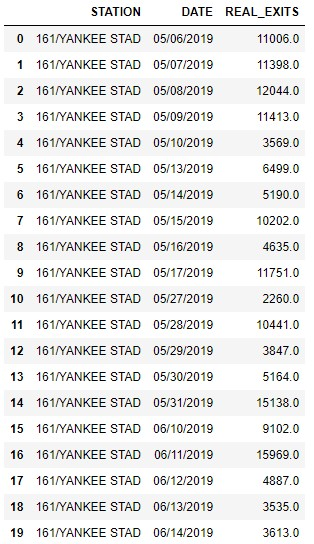 STATION DATE REAL_EXITS
0 161/YANKEE STAD 05/06/2019 11006.0
1 161/YANKEE STAD 05/07/2019 11398.0
2 161/YANKEE STAD 05/08/2019 12044.0
3 161/YANKEE STAD 05/09/2019 11413.0
4 161/YANKEE STAD 05/10/2019 3569.0
5 161/YANKEE STAD 05/13/2019 6499.0
6 161/YANKEE STAD 05/14/2019 5190.0
7 161/YANKEE STAD 05/15/2019 10202.0
8 161/YANKEE STAD 05/16/2019 4635.0
9 161/YANKEE STAD 05/17/2019 11751.0
10 161/YANKEE STAD 05/27/2019 2260.0
11 161/YANKEE STAD 05/28/2019 10441.0
12 161/YANKEE STAD 05/29/2019 3847.0
13 161/YANKEE STAD 05/30/2019 5164.0
14 161/YANKEE STAD 05/31/2019 15138.0
15 161/YANKEE STAD 06/10/2019 9102.0
16 161/YANKEE STAD 06/11/2019 15969.0
17 161/YANKEE STAD 06/12/2019 4887.0
18 161/YANKEE STAD 06/13/2019 3535.0
19 161/YANKEE STAD 06/14/2019 3613.0